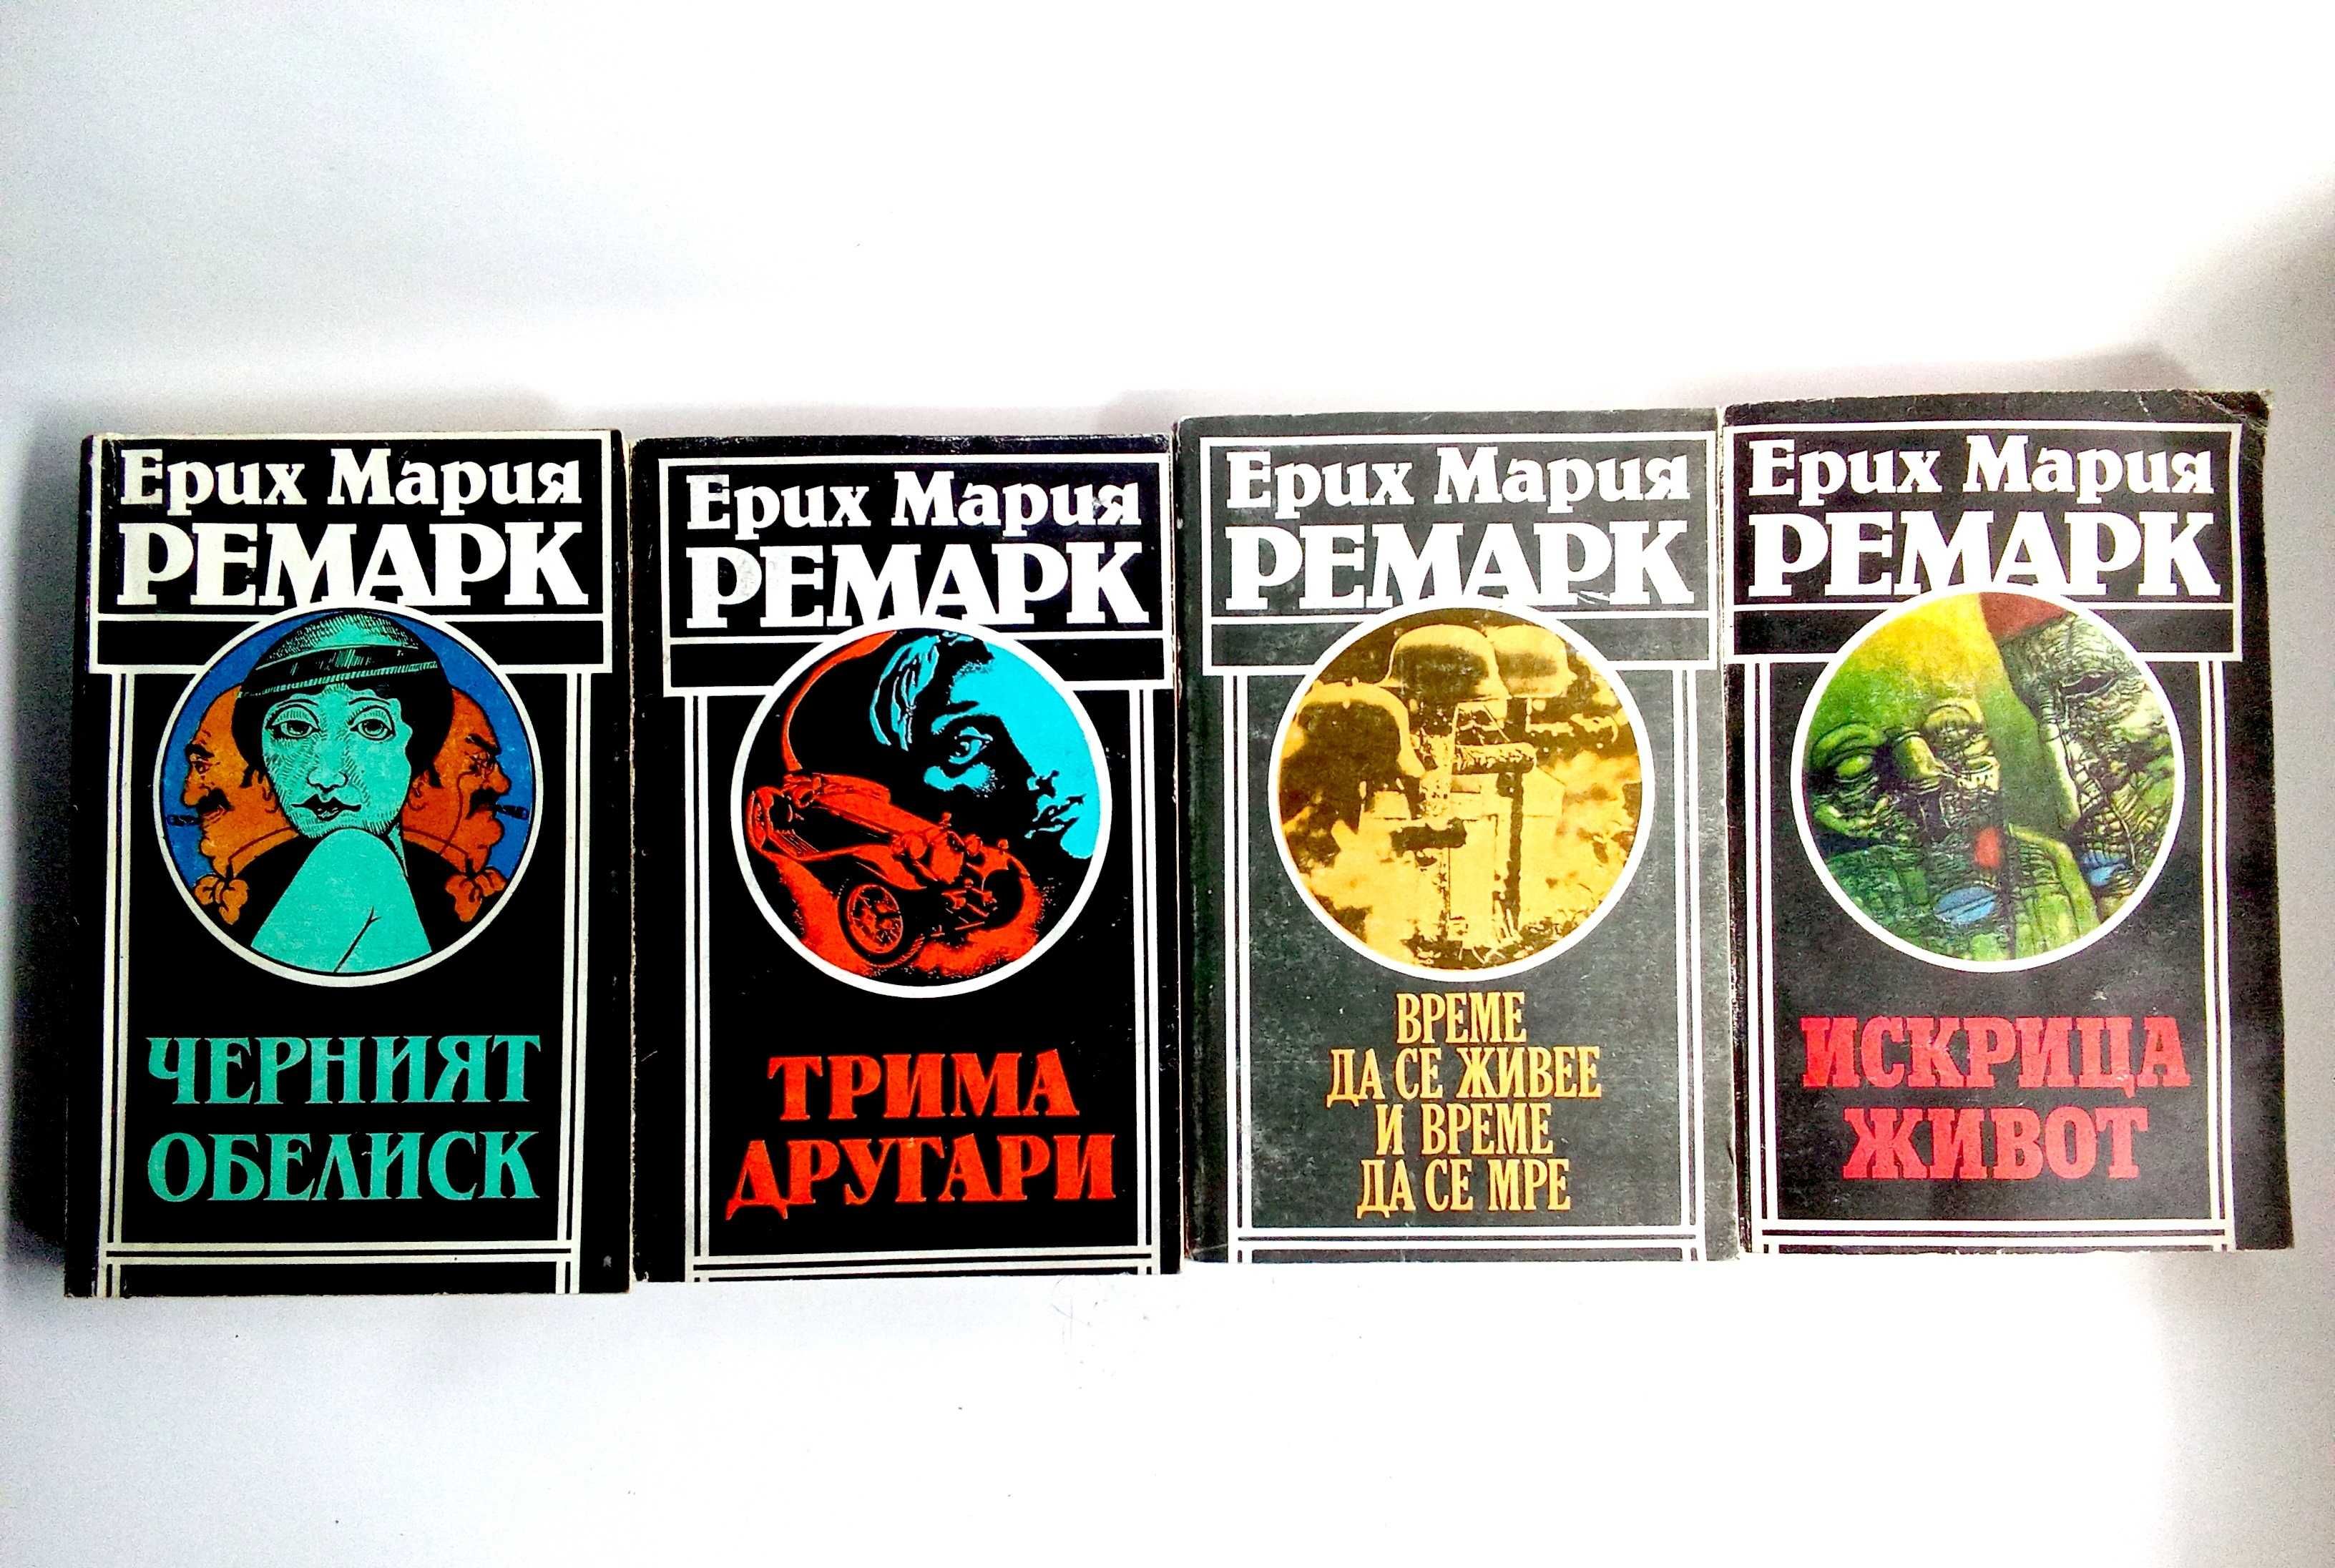 Ерих Мария
РЕМАРК
ЧЕРНИЯТ
ОБЕЛИСК
Ерих Мария
РЕМАРК
ТРИМА
ДРУГАРИ
Ерих Мария
РЕМАРК
ВРЕМЕ
ДА СЕ ЖИВЕЕ
И ВРЕМЕ
ДА СЕ МРЕ
Ерих Мария
РЕМАРК
ИСКРИЦА
ЖИВОТ